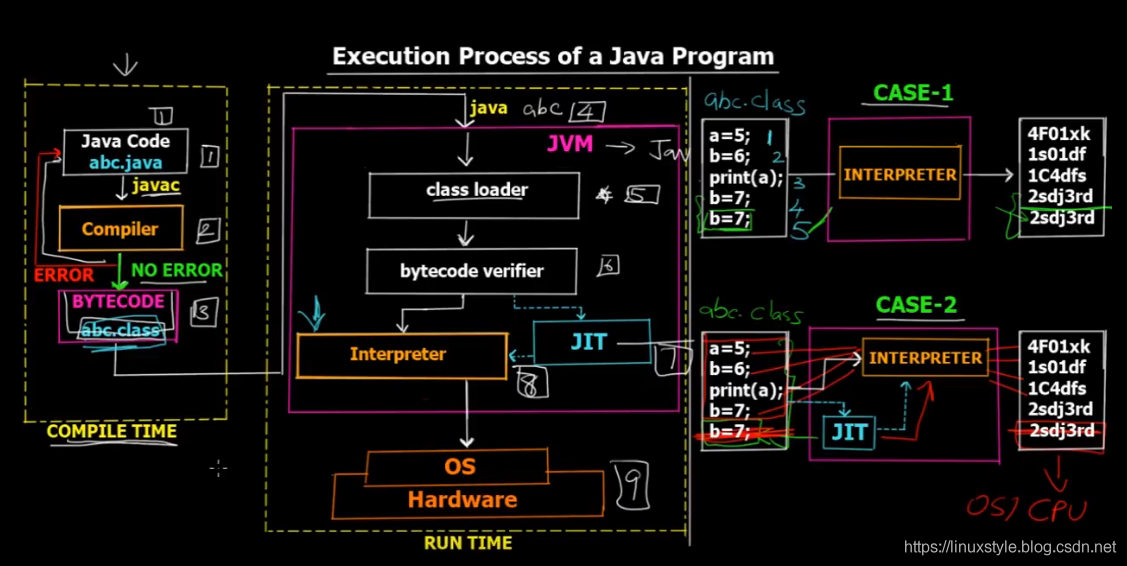 Execution Process of a Java Program
1
Java Code
abc.java
1
javac
Compiler
2
ERROR
NO ERROR
BYTECODE
abc.class
3
COMPILE TIME
java abc 4
JVM → Jav
class loader
5
bytecode verifier
6
Interpreter
JIT
7
8
OS
Hardware
9
RUN TIME
abc.class
CASE-1
a=5; 1
b=6; 2
print(a); 3
b=7; 4
b=7; 5
INTERPRETER
4F01xk
1s01df
1C4dfs
2sdj3rd
2sdj3rd
abc.class
CASE-2
a=5;
b=6;
print(a);
b=7;
b=7;
INTERPRETER
JIT
4F01xk
1s01df
1C4dfs
2sdj3rd
2sdj3rd
OS/CPU
https://linuxstyle.blog.csdn.net